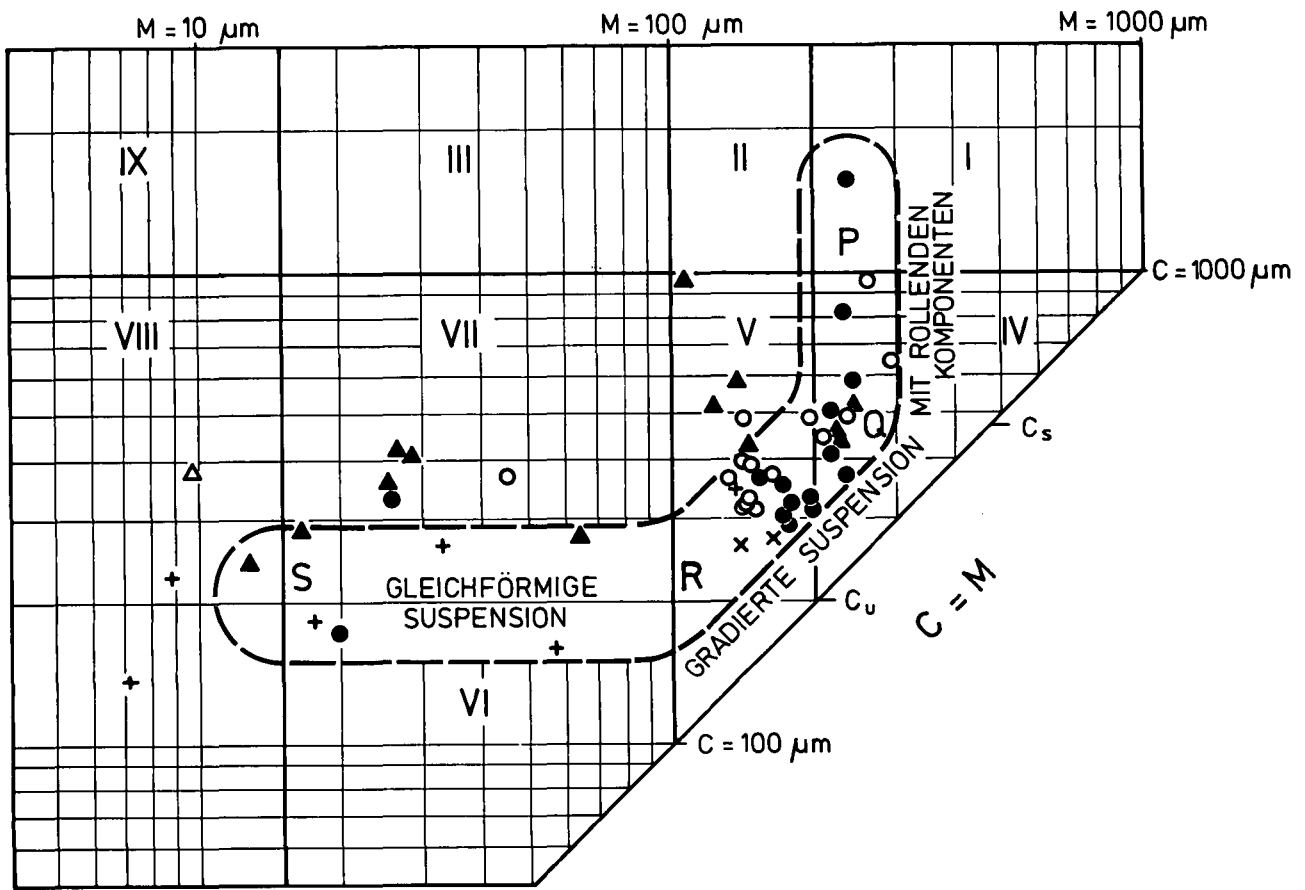 M = 10 µm
M = 100 µm
M = 1000 µm
IX
III
II
I
P
MIT ROLLENDEN
KOMPONENTEN
C = 1000 µm
VIII
VII
V
IV
Q
Cs
S
GLEICHFÖRMIGE
SUSPENSION
R
GRADIERTE SUSPENSION
Cu
C = M
VI
C = 100 µm